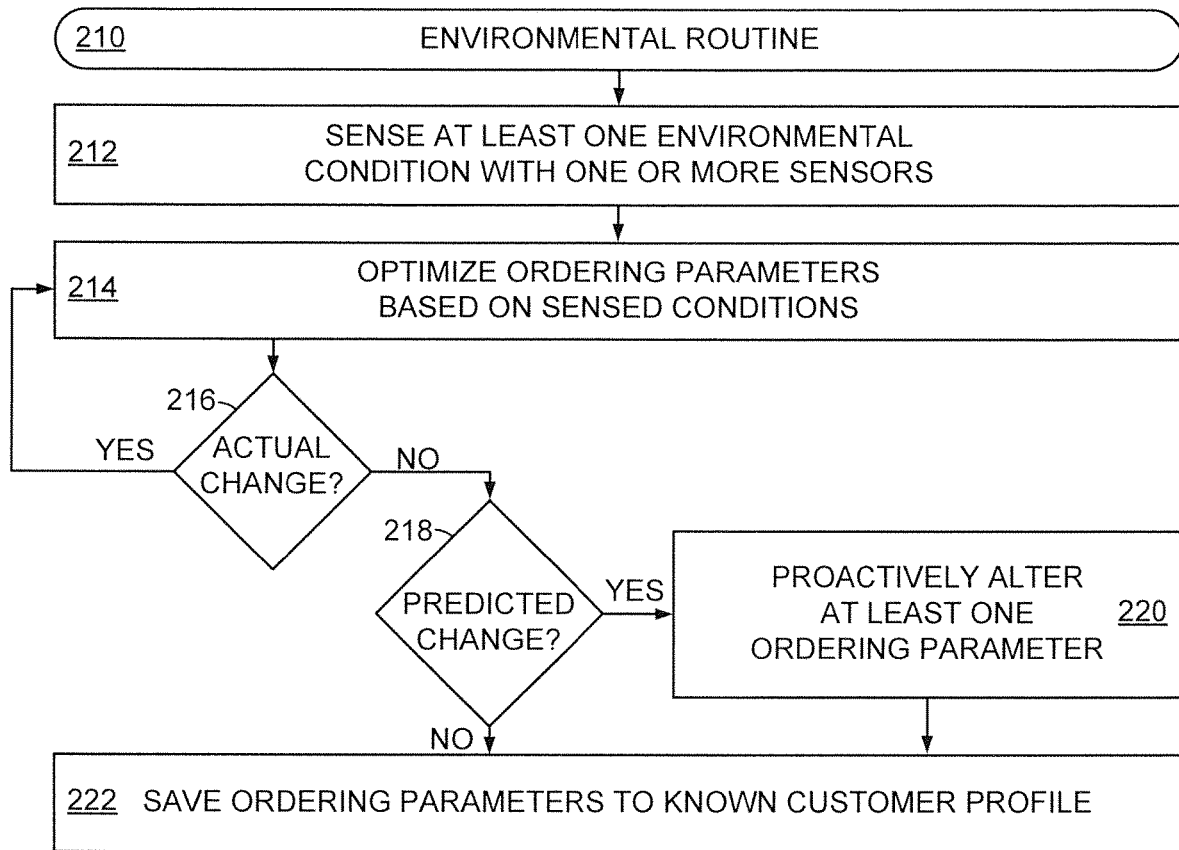 210 ENVIRONMENTAL ROUTINE
212
SENSE AT LEAST ONE ENVIRONMENTAL
CONDITION WITH ONE OR MORE SENSORS
214
OPTIMIZE ORDERING PARAMETERS
BASED ON SENSED CONDITIONS
216
YES
ACTUAL
CHANGE?
NO
218
PREDICTED
CHANGE?
YES
PROACTIVELY ALTER
AT LEAST ONE
ORDERING PARAMETER
220
NO
222 SAVE ORDERING PARAMETERS TO KNOWN CUSTOMER PROFILE